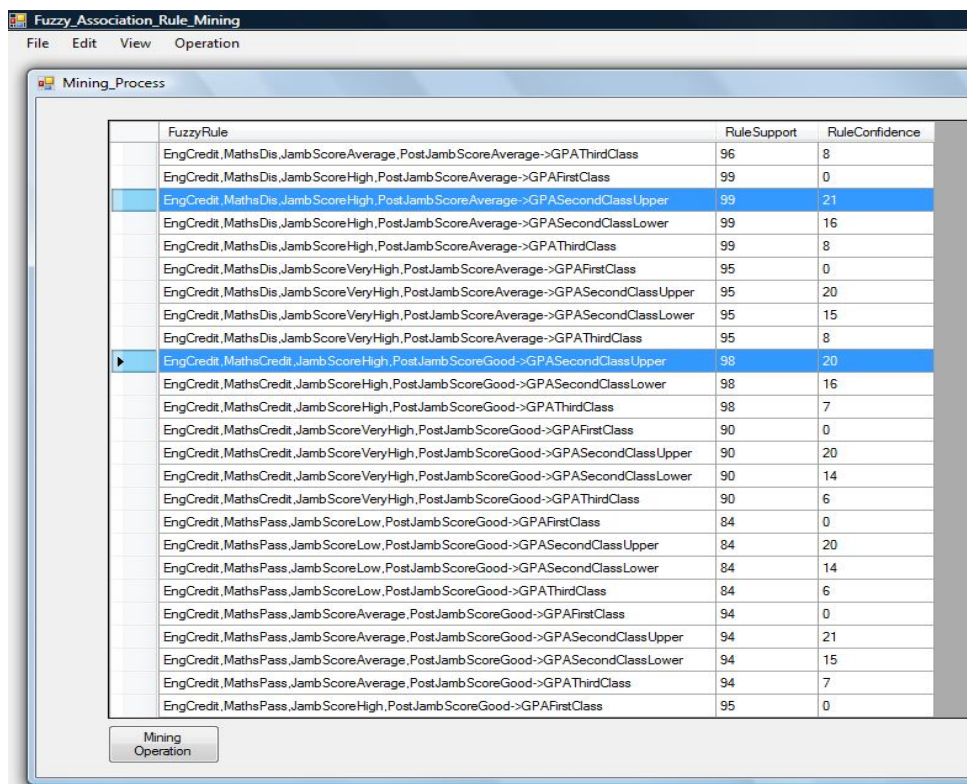 Fuzzy_Association_Rule_Mining
File Edit View Operation
Mining_Process
FuzzyRule RuleSupport RuleConfidence
EngCredit,MathsDis,JambScoreAverage,PostJambScoreAverage->GPAThirdClass 96 8
EngCredit,MathsDis,JambScoreHigh,PostJambScoreAverage->GPAFirstClass 99 0
EngCredit,MathsDis,JambScoreHigh,PostJambScoreAverage->GPASecondClassUpper 99 21
EngCredit,MathsDis,JambScoreHigh,PostJambScoreAverage->GPASecondClassLower 99 16
EngCredit,MathsDis,JambScoreHigh,PostJambScoreAverage->GPAThirdClass 99 8
EngCredit,MathsDis,JambScoreVeryHigh,PostJambScoreAverage->GPAFirstClass 95 0
EngCredit,MathsDis,JambScoreVeryHigh,PostJambScoreAverage->GPASecondClassUpper 95 20
EngCredit,MathsDis,JambScoreVeryHigh,PostJambScoreAverage->GPASecondClassLower 95 15
EngCredit,MathsDis,JambScoreVeryHigh,PostJambScoreAverage->GPAThirdClass 95 8
EngCredit,MathsCredit,JambScoreHigh,PostJambScoreGood->GPASecondClassUpper 98 20
EngCredit,MathsCredit,JambScoreHigh,PostJambScoreGood->GPASecondClassLower 98 16
EngCredit,MathsCredit,JambScoreHigh,PostJambScoreGood->GPAThirdClass 98 7
EngCredit,MathsCredit,JambScoreVeryHigh,PostJambScoreGood->GPAFirstClass 90 0
EngCredit,MathsCredit,JambScoreVeryHigh,PostJambScoreGood->GPASecondClassUpper 90 20
EngCredit,MathsCredit,JambScoreVeryHigh,PostJambScoreGood->GPASecondClassLower 90 14
EngCredit,MathsCredit,JambScoreVeryHigh,PostJambScoreGood->GPAThirdClass 90 6
EngCredit,MathsPass,JambScoreLow,PostJambScoreGood->GPAFirstClass 84 0
EngCredit,MathsPass,JambScoreLow,PostJambScoreGood->GPASecondClassUpper 84 20
EngCredit,MathsPass,JambScoreLow,PostJambScoreGood->GPASecondClassLower 84 14
EngCredit,MathsPass,JambScoreLow,PostJambScoreGood->GPAThirdClass 84 6
EngCredit,MathsPass,JambScoreAverage,PostJambScoreGood->GPAFirstClass 94 0
EngCredit,MathsPass,JambScoreAverage,PostJambScoreGood->GPASecondClassUpper 94 21
EngCredit,MathsPass,JambScoreAverage,PostJambScoreGood->GPASecondClassLower 94 15
EngCredit,MathsPass,JambScoreAverage,PostJambScoreGood->GPAThirdClass 94 7
EngCredit,MathsPass,JambScoreHigh,PostJambScoreGood->GPAFirstClass 95 0
Mining
Operation